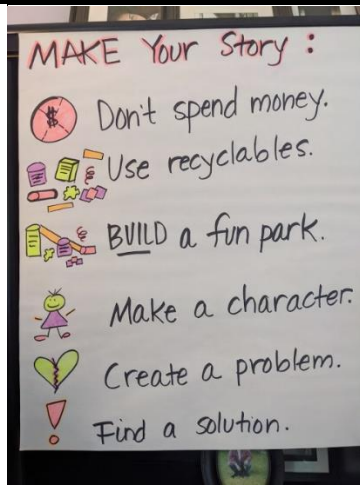 MAKE Your Story :
$ Don't spend money.
Use recyclables.
BUILD a fun park.
Make a character.
Create a problem.
! Find a solution.